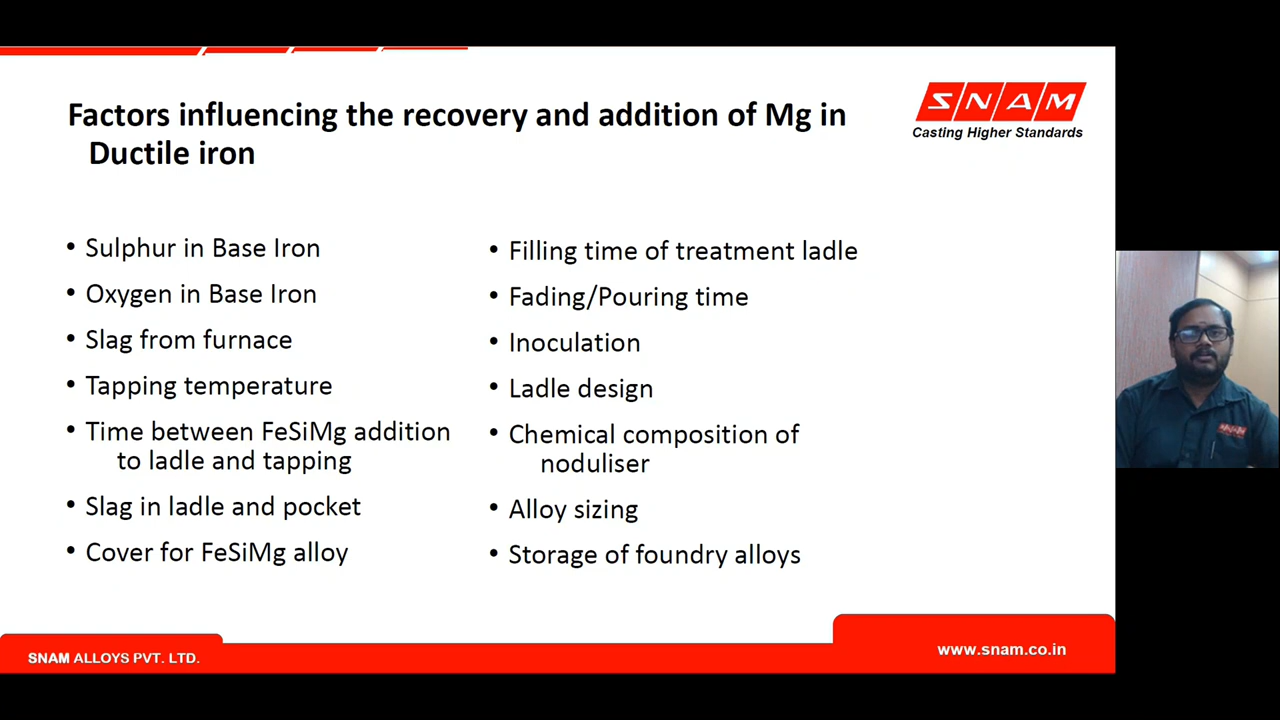 Factors influencing the recovery and addition of Mg in
Ductile iron
SNAM
Casting Higher Standards
• Sulphur in Base Iron
• Oxygen in Base Iron
• Slag from furnace
• Tapping temperature
• Time between FeSiMg addition
to ladle and tapping
• Slag in ladle and pocket
• Cover for FeSiMg alloy
• Filling time of treatment ladle
• Fading/Pouring time
• Inoculation
• Ladle design
• Chemical composition of
noduliser
• Alloy sizing
• Storage of foundry alloys
SNAM ALLOYS PVT. LTD.
www.snam.co.in
SNAM